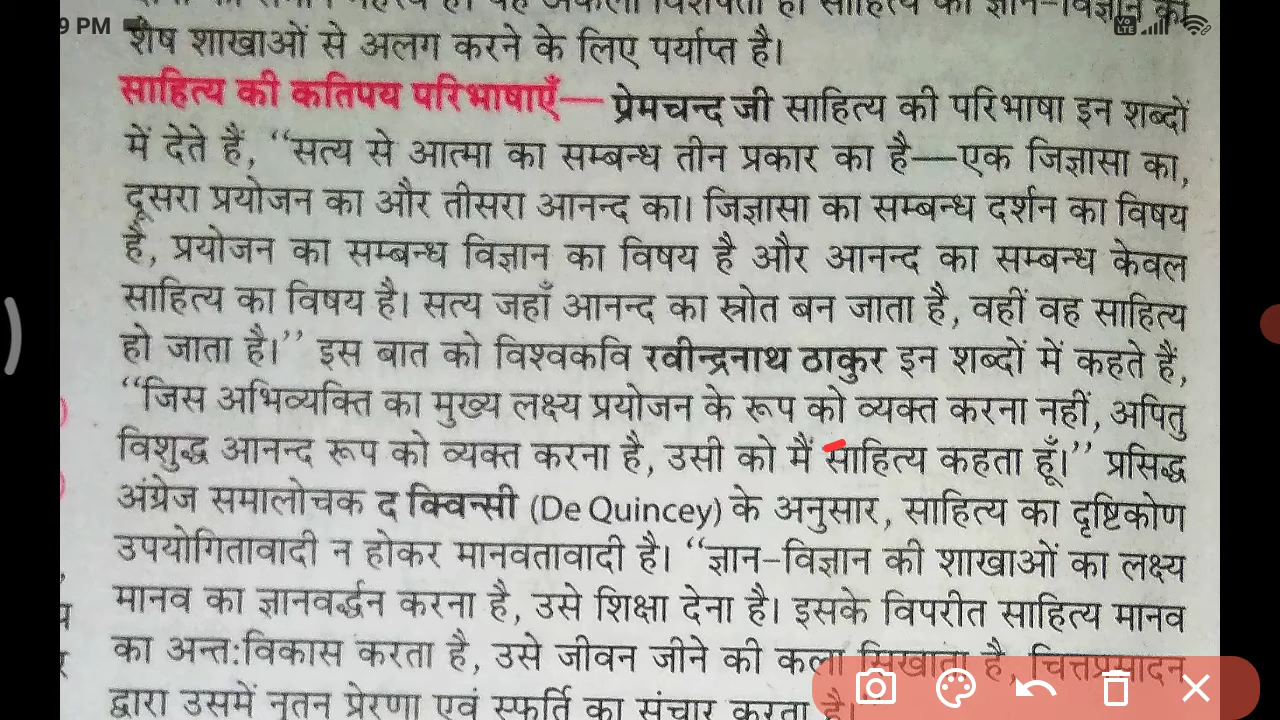 9 PM
शेष शाखाओं से अलग करने के लिए पर्याप्त है।
साहित्य की कतिपय परिभाषाएँ— प्रेमचन्द जी साहित्य की परिभाषा इन शब्दों
में देते हैं, “सत्य से आत्मा का सम्बन्ध तीन प्रकार का है—एक जिज्ञासा का,
दूसरा प्रयोजन का और तीसरा आनन्द का। जिज्ञासा का सम्बन्ध दर्शन का विषय
है, प्रयोजन का सम्बन्ध विज्ञान का विषय है और आनन्द का सम्बन्ध केवल
साहित्य का विषय है। सत्य जहाँ आनन्द का स्रोत बन जाता है, वहीं वह साहित्य
हो जाता है।” इस बात को विश्वकवि रवीन्द्रनाथ ठाकुर इन शब्दों में कहते हैं,
“जिस अभिव्यक्ति का मुख्य लक्ष्य प्रयोजन के रूप को व्यक्त करना नहीं, अपितु
विशुद्ध आनन्द रूप को व्यक्त करना है, उसी को मैं साहित्य कहता हूँ।” प्रसिद्ध
अंग्रेज समालोचक द क्विन्सी (De Quincey) के अनुसार, साहित्य का दृष्टिकोण
उपयोगितावादी न होकर मानवतावादी है। “ज्ञान-विज्ञान की शाखाओं का लक्ष्य
मानव का ज्ञानवर्द्धन करना है, उसे शिक्षा देना है। इसके विपरीत साहित्य मानव
का अन्त:विकास करता है, उसे जीवन जीने की कला सिखाता है, चित्तप्रसादन
द्वारा उसमें नूतन प्रेरणा एवं स्फूर्ति का संचार करता है।